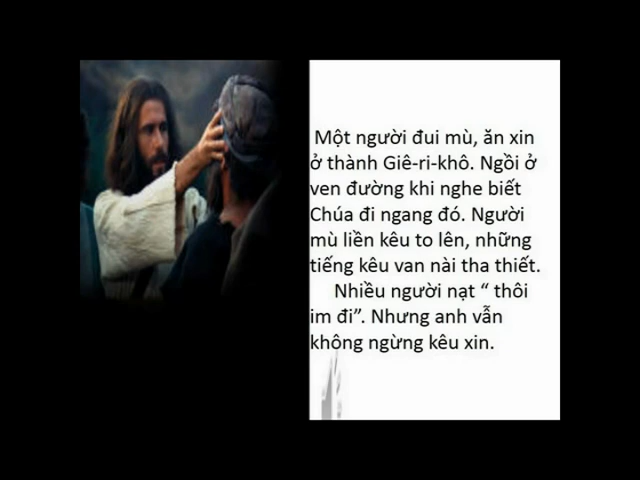 Một người đui mù, ăn xin
ở thành Giê-ri-khô. Ngồi ở
ven đường khi nghe biết
Chúa đi ngang đó. Người
mù liền kêu to lên, những
tiếng kêu van nài tha thiết.
Nhiều người nạt “ thôi
im đi”. Nhưng anh vẫn
không ngừng kêu xin.